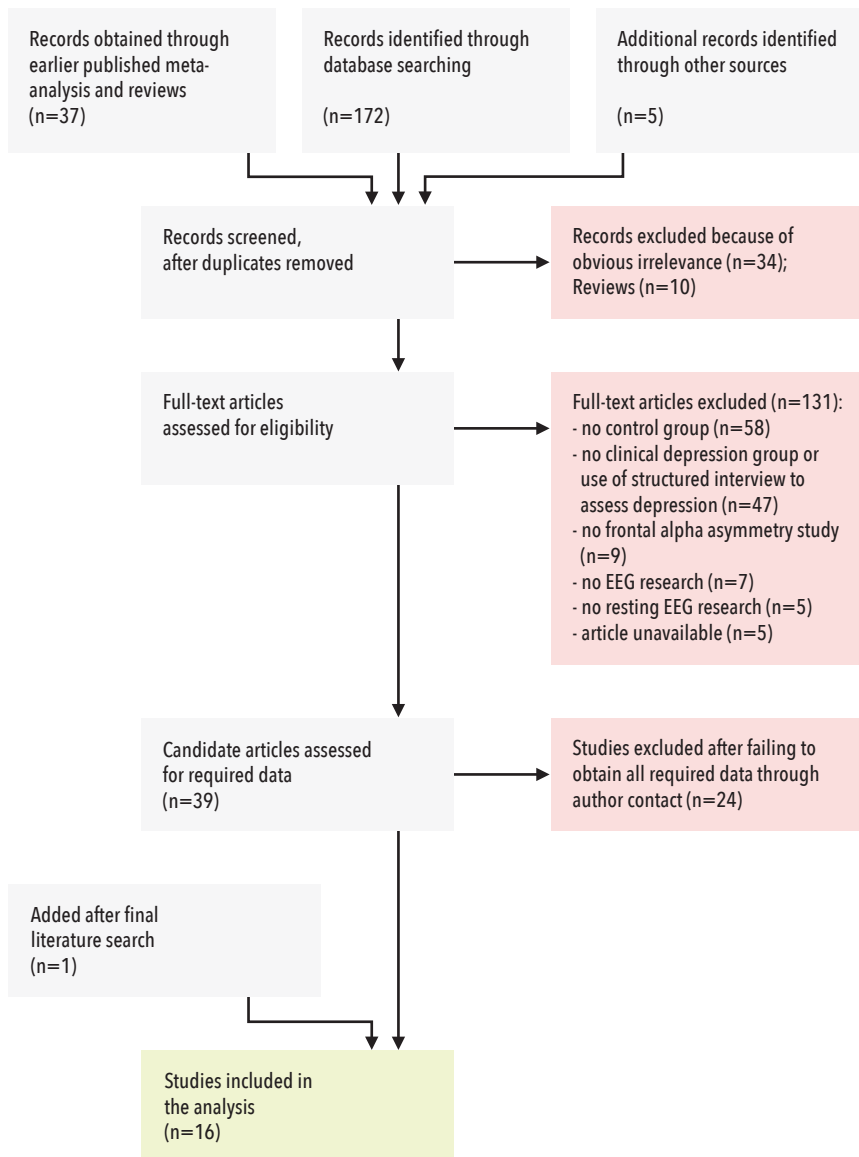 Records obtained through
earlier published meta-
analysis and reviews
(n=37)
Records identified through
database searching
(n=172)
Additional records identified
through other sources
(n=5)
Records screened,
after duplicates removed
Records excluded because of
obvious irrelevance (n=34);
Reviews (n=10)
Full-text articles
assessed for eligibility
Full-text articles excluded (n=131):
- no control group (n=58)
- no clinical depression group or
use of structured interview to
assess depression (n=47)
- no frontal alpha asymmetry study
(n=9)
- no EEG research (n=7)
- no resting EEG research (n=5)
- article unavailable (n=5)
Candidate articles assessed
for required data
(n=39)
Studies excluded after failing to
obtain all required data through
author contact (n=24)
Added after final
literature search
(n=1)
Studies included in
the analysis
(n=16)